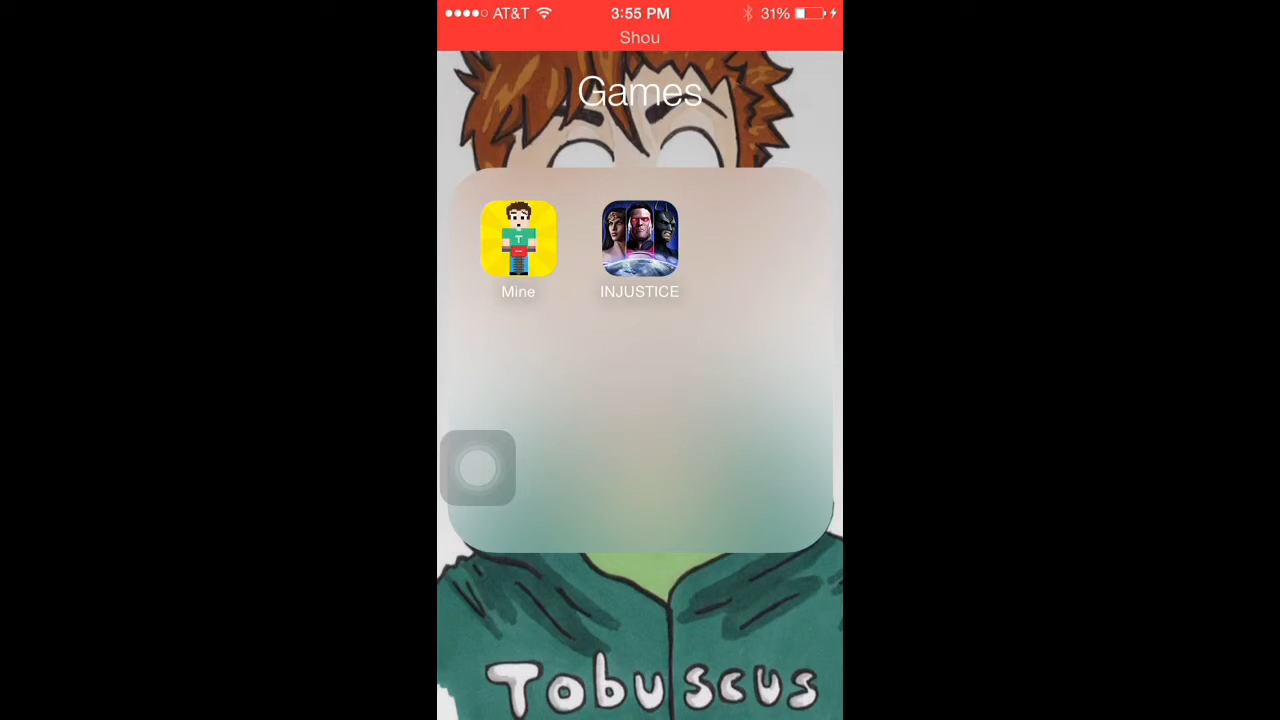 AT&T 3:55 PM 31%
Shou
Games
T
Mine INJUSTICE
Tobuscus